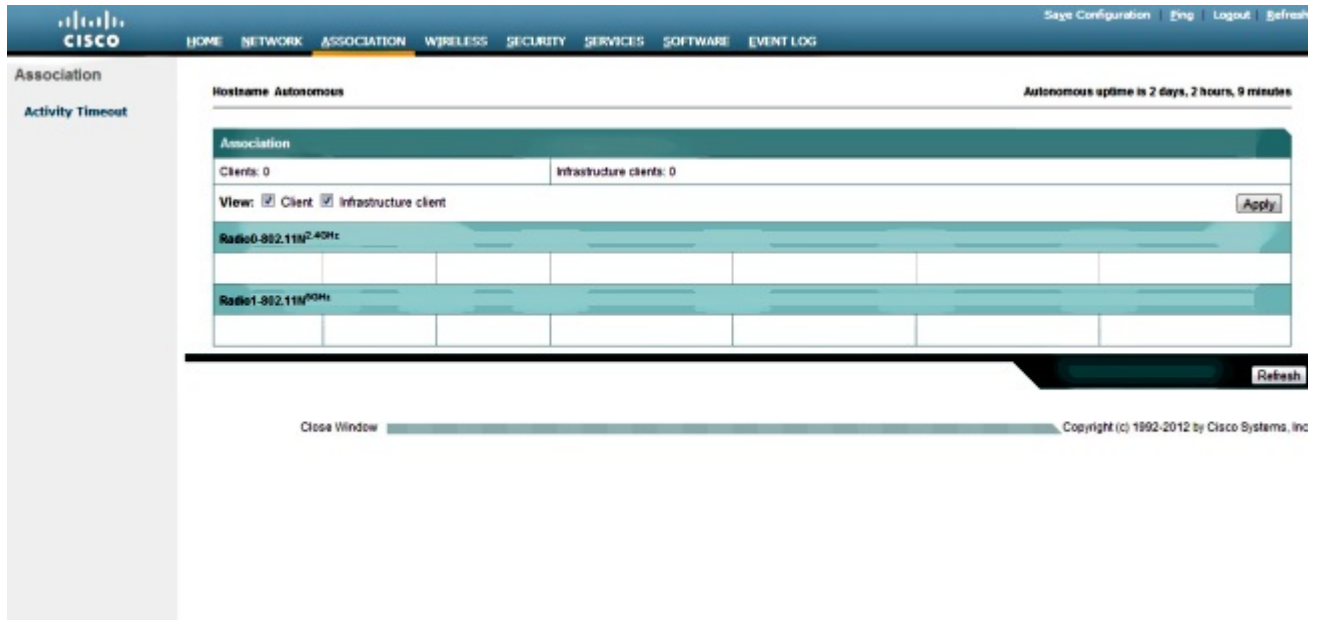 Save Configuration | Ping | Logout | Refresh
CISCO
HOME NETWORK ASSOCIATION WIRELESS SECURITY SERVICES SOFTWARE EVENT LOG
Association
Activity Timeout
Hostname Autonomous
Autonomous uptime is 2 days, 2 hours, 9 minutes
Association
Clients: 0
Infrastructure clients: 0
View: Client Infrastructure client
Apply
Radio0-802.11N2.4GHz
Radio1-802.11N5GHz
Refresh
Close Window
Copyright (c) 1992-2012 by Cisco Systems, Inc